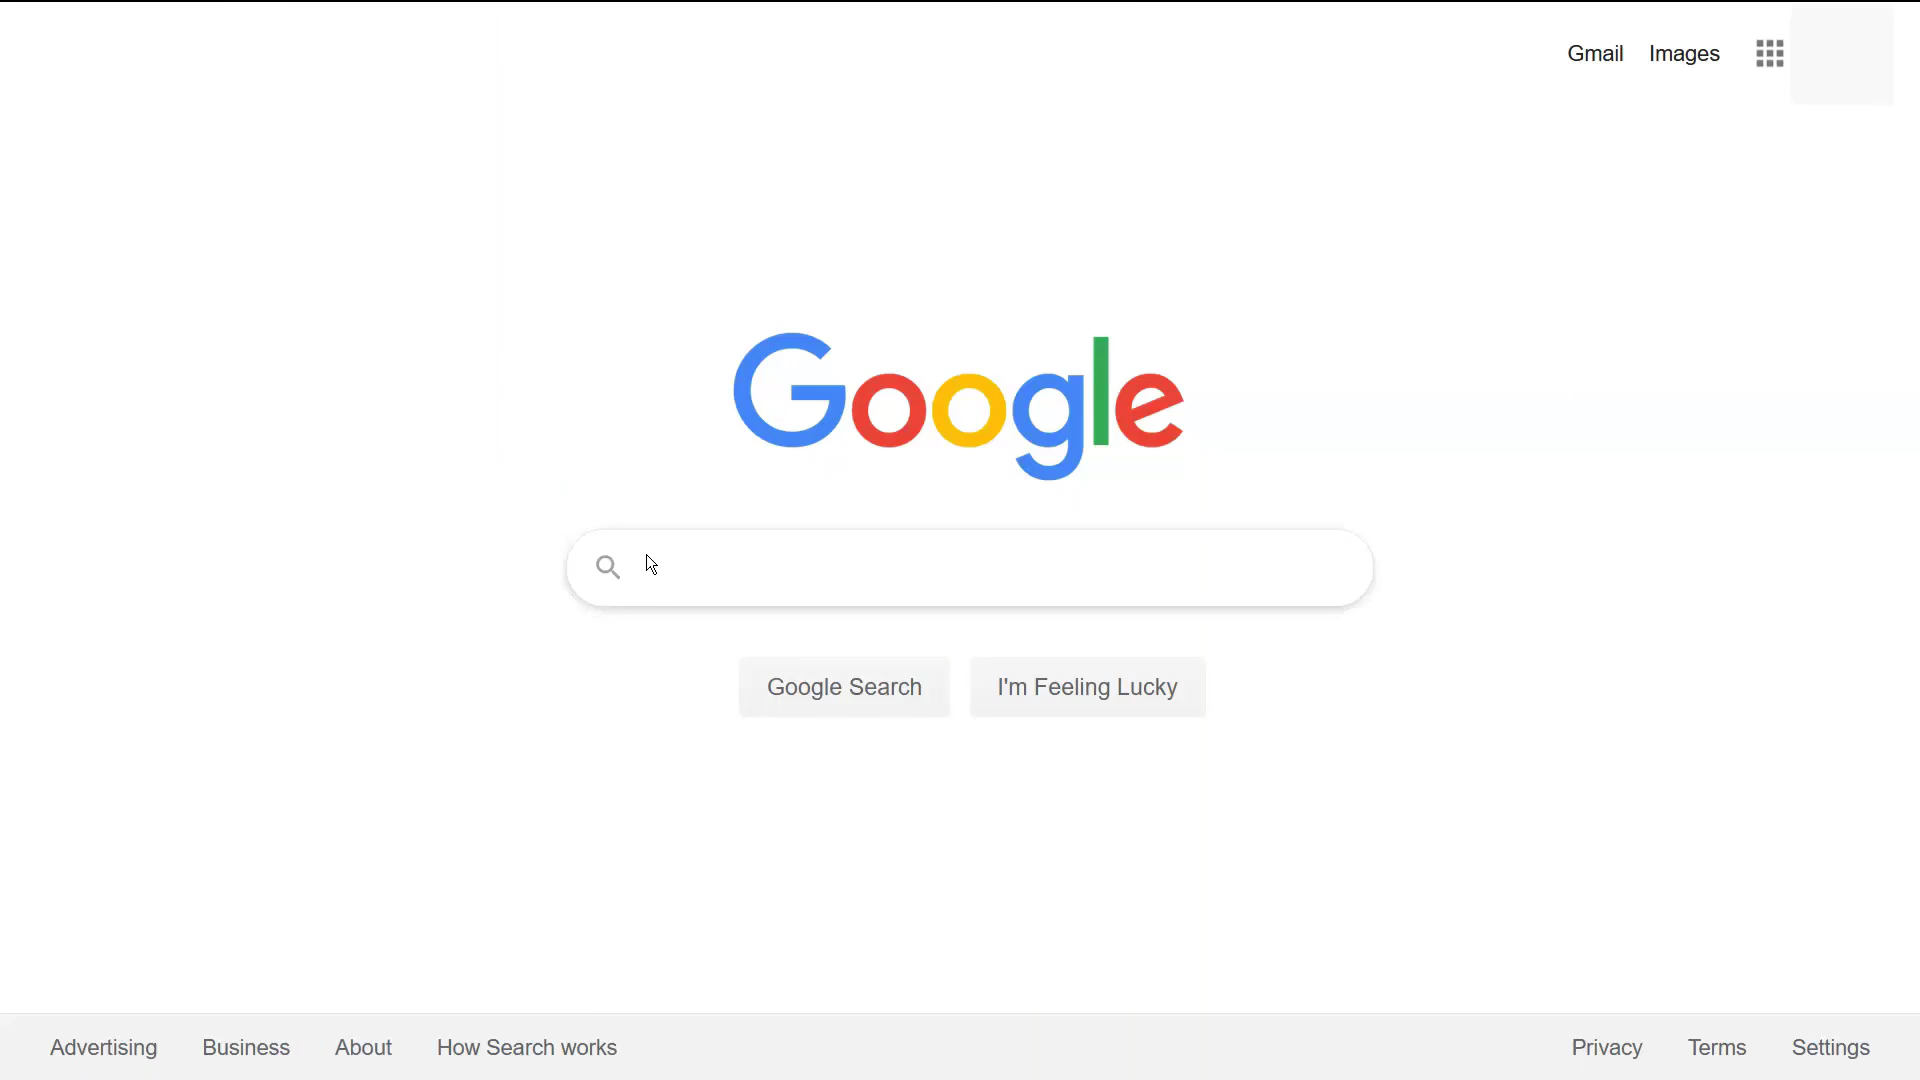 Gmail Images
Google
Google Search I'm Feeling Lucky
Advertising Business About How Search works Privacy Terms Settings